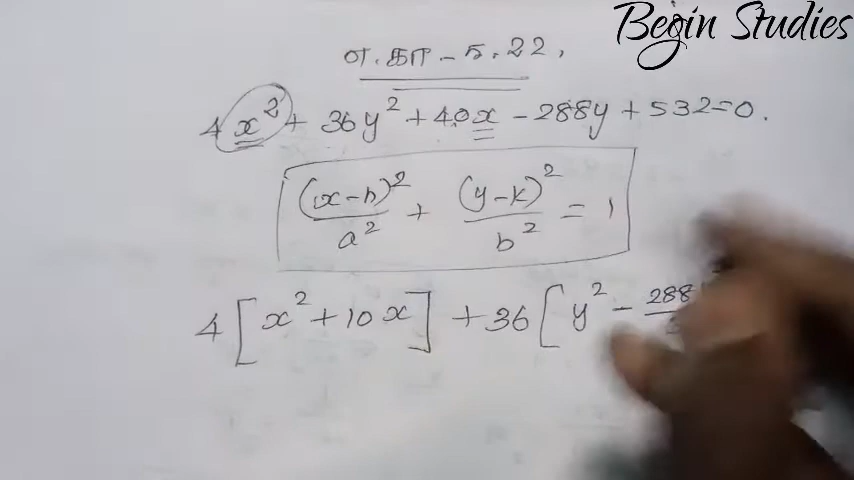 Begin Studies
எ.கா - 5.22.
4x² + 36y² + 40x - 288y + 532 = 0.
(x-h)²/a² + (y-k)²/b² = 1
4[x² + 10x] + 36[y² - 288